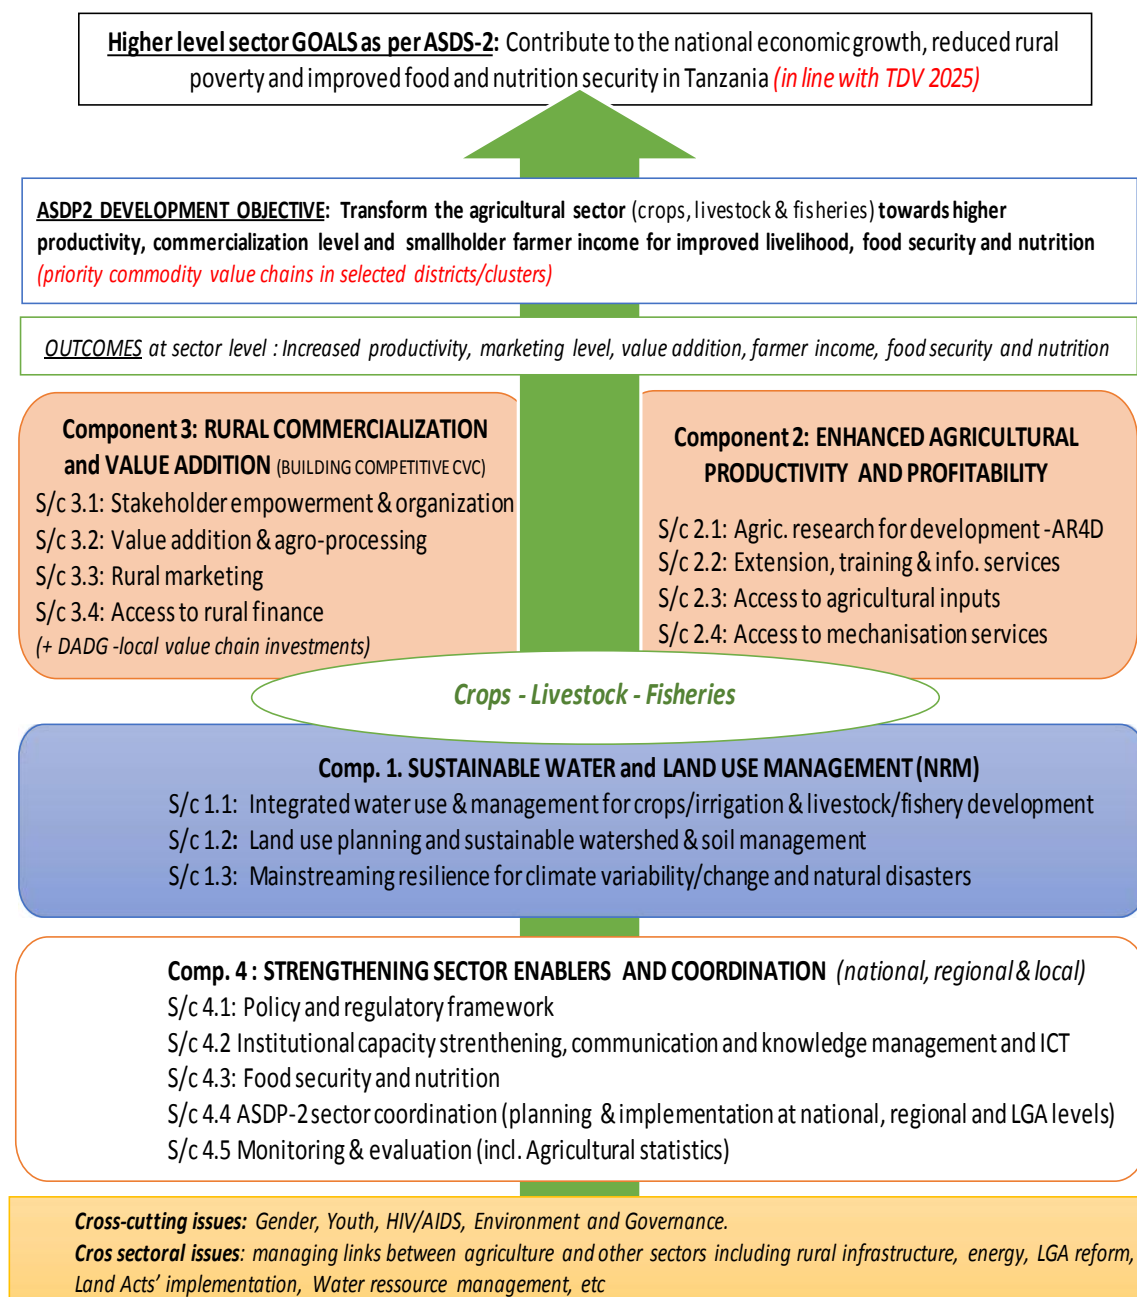 Higher level sector GOALS as per ASDS-2: Contribute to the national economic growth, reduced rural
poverty and improved food and nutrition security in Tanzania (in line with TDV 2025)
ASDP2 DEVELOPMENT OBJECTIVE: Transform the agricultural sector (crops, livestock & fisheries) towards higher
productivity, commercialization level and smallholder farmer income for improved livelihood, food security and nutrition
(priority commodity value chains in selected districts/clusters)
OUTCOMES at sector level : Increased productivity, marketing level, value addition, farmer income, food security and nutrition
Component 3: RURAL COMMERCIALIZATION
and VALUE ADDITION (BUILDING COMPETITIVE CVC)
S/c 3.1: Stakeholder empowerment & organization
S/c 3.2: Value addition & agro-processing
S/c 3.3: Rural marketing
S/c 3.4: Access to rural finance
(+ DADG -local value chain investments)
Component 2: ENHANCED AGRICULTURAL
PRODUCTIVITY AND PROFITABILITY
S/c 2.1: Agric. research for development -AR4D
S/c 2.2: Extension, training & info. services
S/c 2.3: Access to agricultural inputs
S/c 2.4: Access to mechanisation services
Crops - Livestock - Fisheries
Comp. 1. SUSTAINABLE WATER and LAND USE MANAGEMENT (NRM)
S/c 1.1: Integrated water use & management for crops/irrigation & livestock/fishery development
S/c 1.2: Land use planning and sustainable watershed & soil management
S/c 1.3: Mainstreaming resilience for climate variability/change and natural disasters
Comp. 4 : STRENGTHENING SECTOR ENABLERS AND COORDINATION (national, regional & local)
S/c 4.1: Policy and regulatory framework
S/c 4.2 Institutional capacity strenthening, communication and knowledge management and ICT
S/c 4.3: Food security and nutrition
S/c 4.4 ASDP-2 sector coordination (planning & implementation at national, regional and LGA levels)
S/c 4.5 Monitoring & evaluation (incl. Agricultural statistics)
Cross-cutting issues: Gender, Youth, HIV/AIDS, Environment and Governance.
Cros sectoral issues: managing links between agriculture and other sectors including rural infrastructure, energy, LGA reform,
Land Acts' implementation, Water ressource management, etc